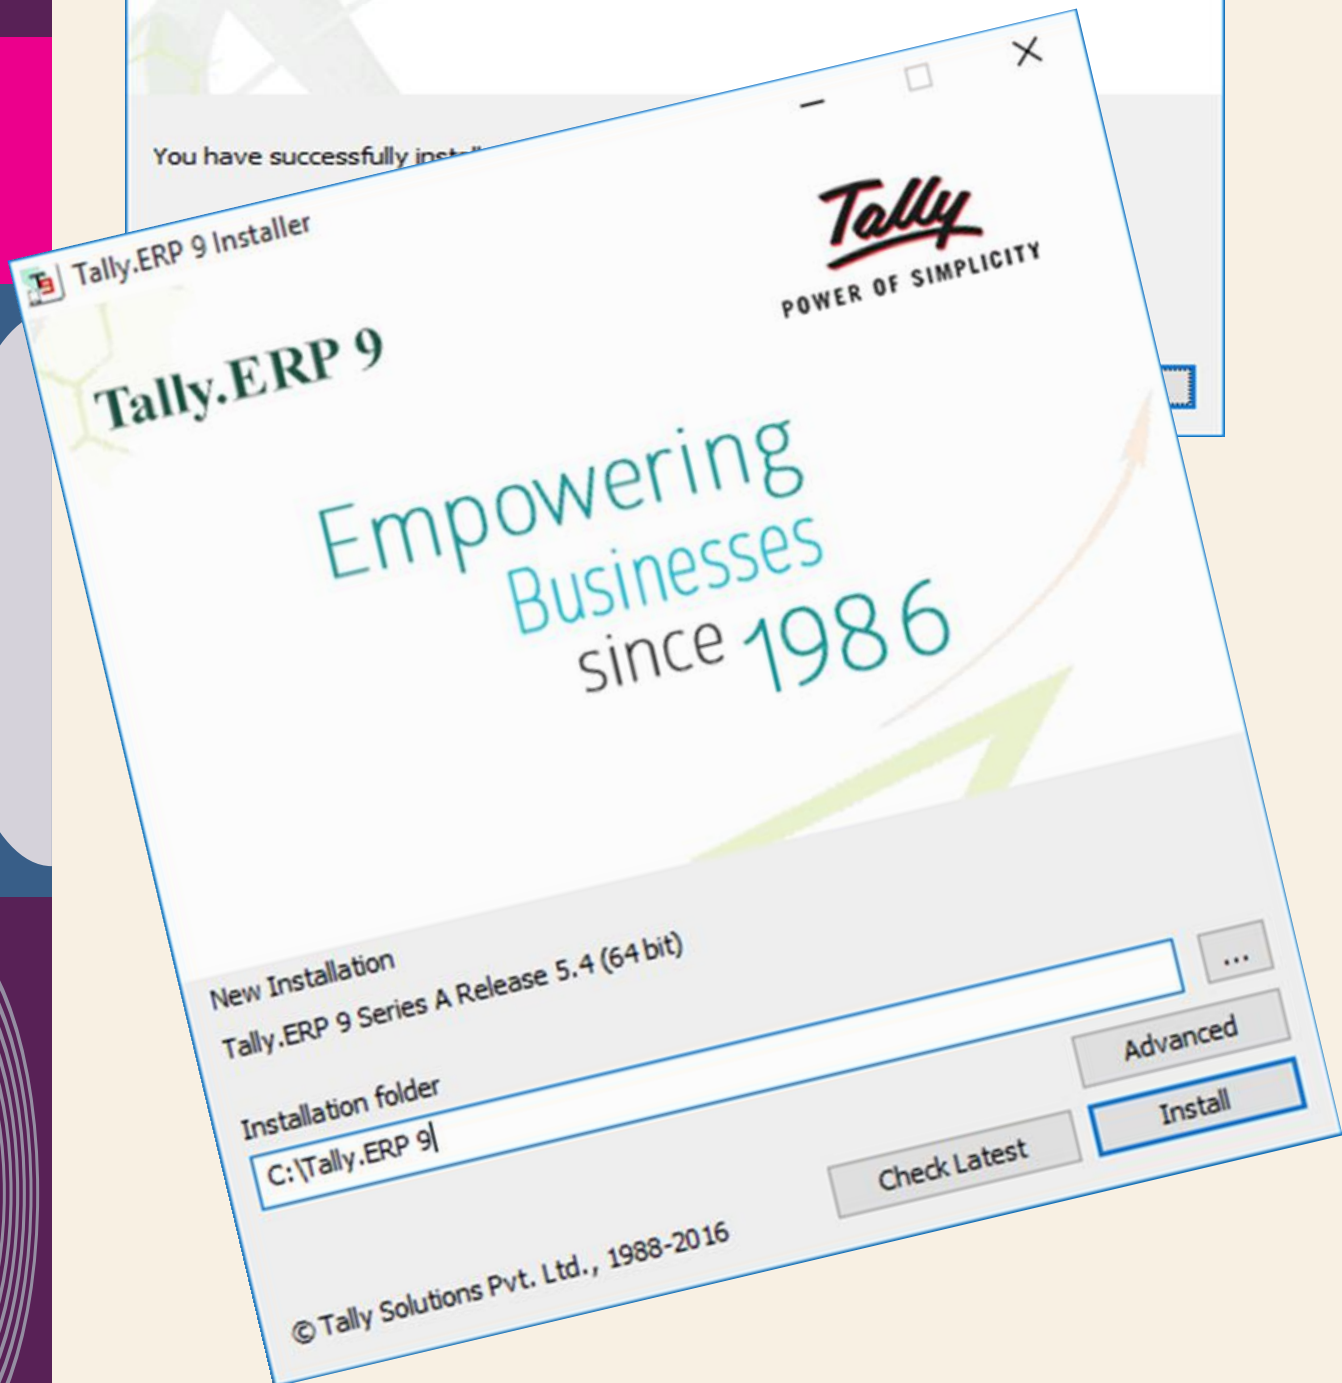 You have successfully
Tally.ERP 9 Installer
Tally
POWER OF SIMPLICITY
Tally.ERP 9
Empowering
Businesses
since 1986
New Installation
Tally.ERP 9 Series A Release 5.4 (64 bit)
Installation folder
C:\Tally.ERP 9
...
Advanced
Install
Check Latest
© Tally Solutions Pvt. Ltd., 1988-2016